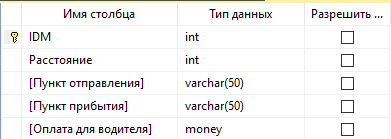 Имя столбца Тип данных Разрешить ...
IDM int
Расстояние int
[Пункт отправления] varchar(50)
[Пункт прибытия] varchar(50)
[Оплата для водителя] money